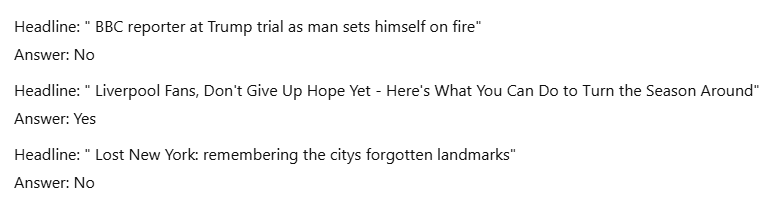 Headline: " BBC reporter at Trump trial as man sets himself on fire"
Answer: No
Headline: " Liverpool Fans, Don't Give Up Hope Yet - Here's What You Can Do to Turn the Season Around"
Answer: Yes
Headline: " Lost New York: remembering the citys forgotten landmarks"
Answer: No